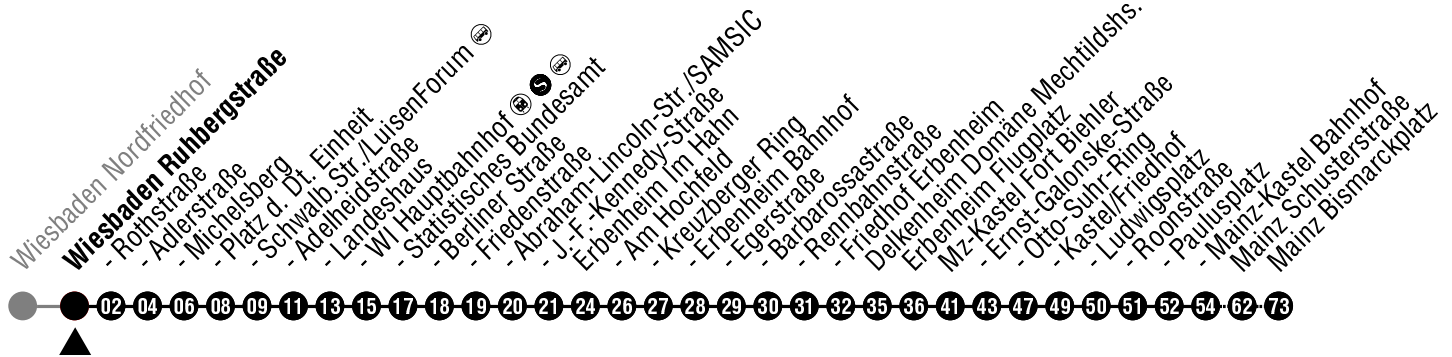 Wiesbaden Nordfriedhof
Wiesbaden Ruhbergstraße
- Rothstraße
- Adlerstraße
- Michelsberg
- Platz d. Dt. Einheit
- Schwalb.Str./LuisenForum
- Adelheidstraße
- Landeshaus
- WI Hauptbahnhof S
- Statistisches Bundesamt
- Berliner Straße
- Friedenstraße
- Abraham-Lincoln-Str./SAMSIC
- J.-F.-Kennedy-Straße
Erbenheim Im Hahn
- Am Hochfeld
- Kreuzberger Ring
- Erbenheim Bahnhof
- Egerstraße
- Barbarossastraße
- Rennbahnstraße
- Friedhof Erbenheim
Delkenheim Domäne Mechtildshs.
Erbenheim Flugplatz
Mz-Kastel Fort Biehler
- Ernst-Galonske-Straße
- Otto-Suhr-Ring
- Kastel/Friedhof
- Ludwigsplatz
- Roonstraße
- Paulusplatz
- Mainz-Kastel Bahnhof
Mainz Schusterstraße
Mainz Bismarckplatz
02 04 06 08 09 11 13 15 17 18 19 20 21 24 26 27 28 29 30 31 32 35 36 41 43 47 49 50 51 52 54 62 73